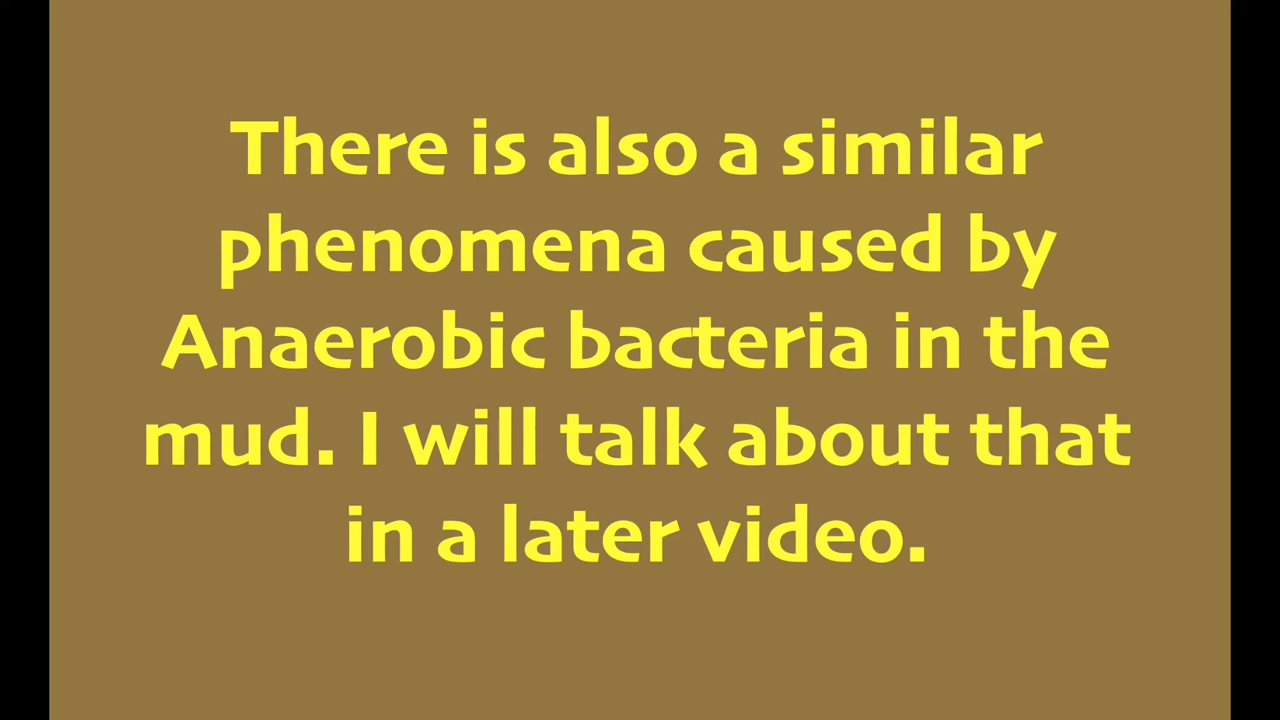 There is also a similar
phenomena caused by
Anaerobic bacteria in the
mud. I will talk about that
in a later video.